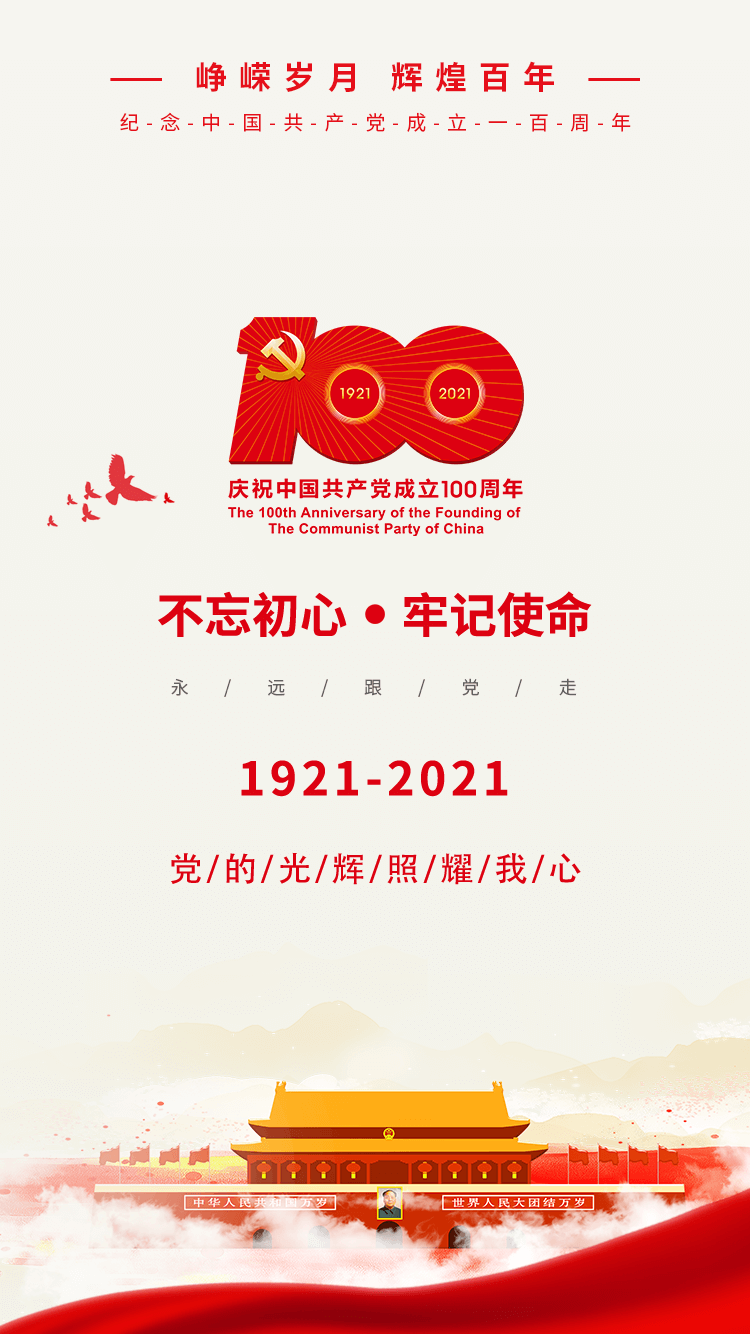 峥嵘岁月 辉煌百年
纪-念-中-国-共-产-党-成-立-一-百-周-年
100
1921
2021
庆祝中国共产党成立100周年
The 100th Anniversary of the Founding of
The Communist Party of China
不忘初心•牢记使命
永/远/跟/党/走
1921-2021
党/的/光/辉/照/耀/我/心
中华人民共和国万岁
世界人民大团结万岁